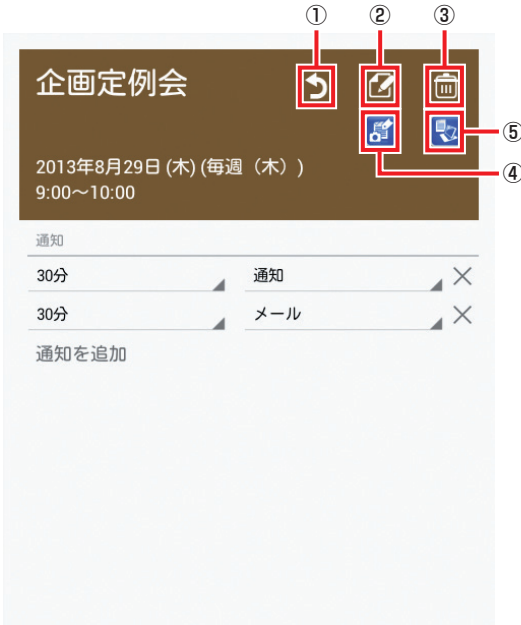 ① ② ③
企画定例会
⑤
④
2013年8月29日 (木) (毎週（木）)
9:00〜10:00
通知
30分 通知
30分 メール
通知を追加